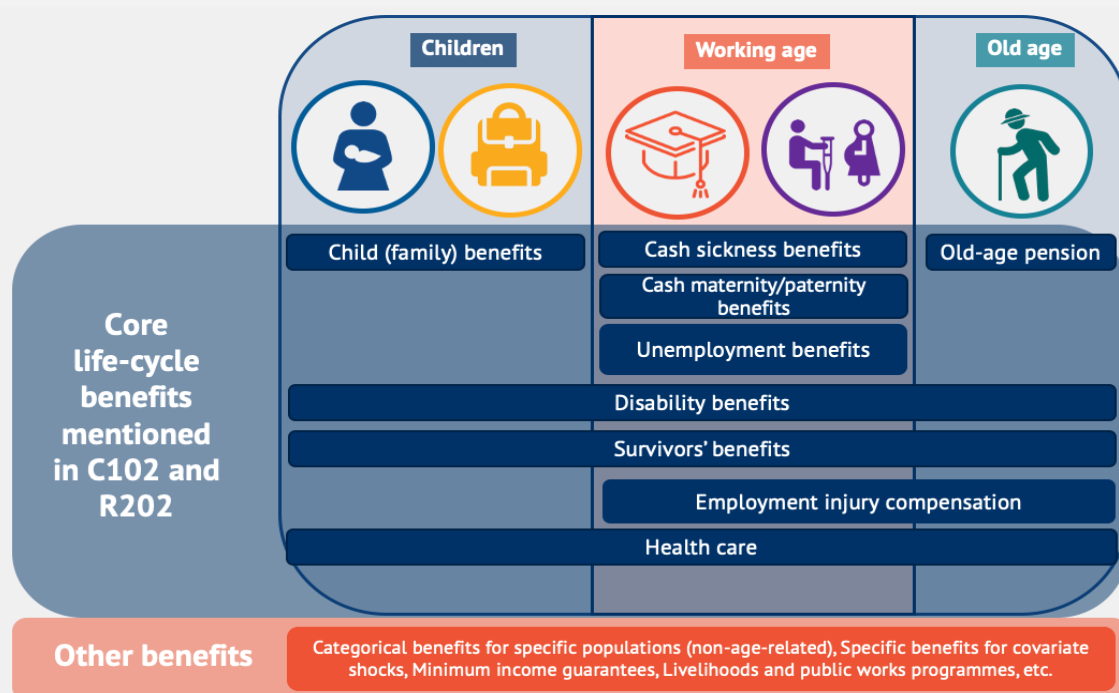 Children
Working age
Old age
Core
life-cycle
benefits
mentioned
in C102 and
R202
Child (family) benefits
Cash sickness benefits
Old-age pension
Cash maternity/paternity
benefits
Unemployment benefits
Disability benefits
Survivors’ benefits
Employment injury compensation
Health care
Other benefits
Categorical benefits for specific populations (non-age-related), Specific benefits for covariate
shocks, Minimum income guarantees, Livelihoods and public works programmes, etc.